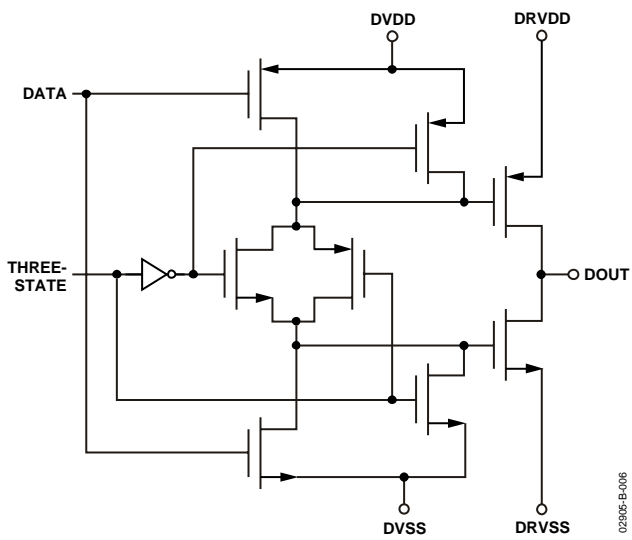 DVDD
DRVDD
DATA
THREE-
STATE
DOUT
DVSS
DRVSS
02905-B-006